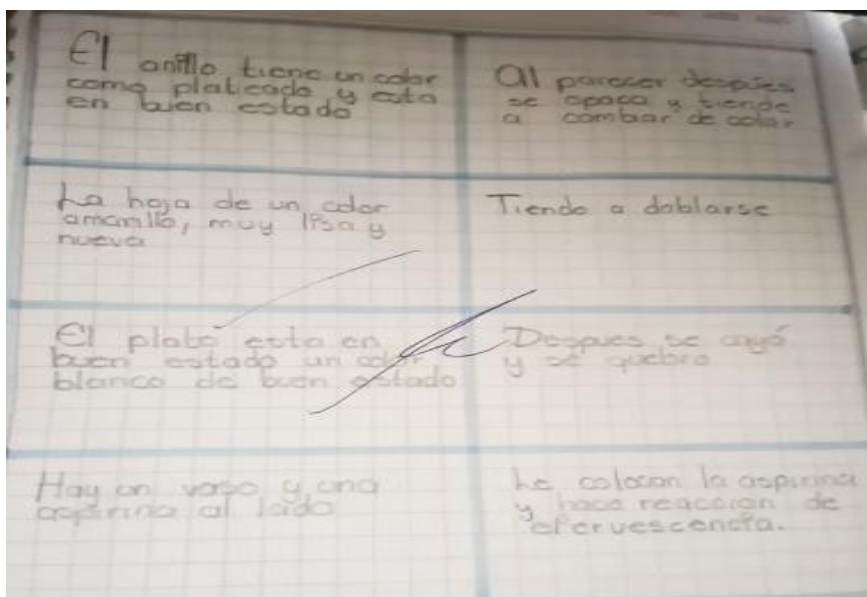 El anillo tiene un color
como plateado y esta
en buen estado
Al parecer después
se opaca y tiende
a cambiar de color
La hoja de un color
amarillo, muy lisa y
nueva
Tiende a doblarse
El plato esta en
buen estado un color
blanco de buen estado
Despues se cayó
y se quebro
Hay un vaso y una
aspirina al lado
Le colocan la aspirina
y hace reacción de
efervescencia.